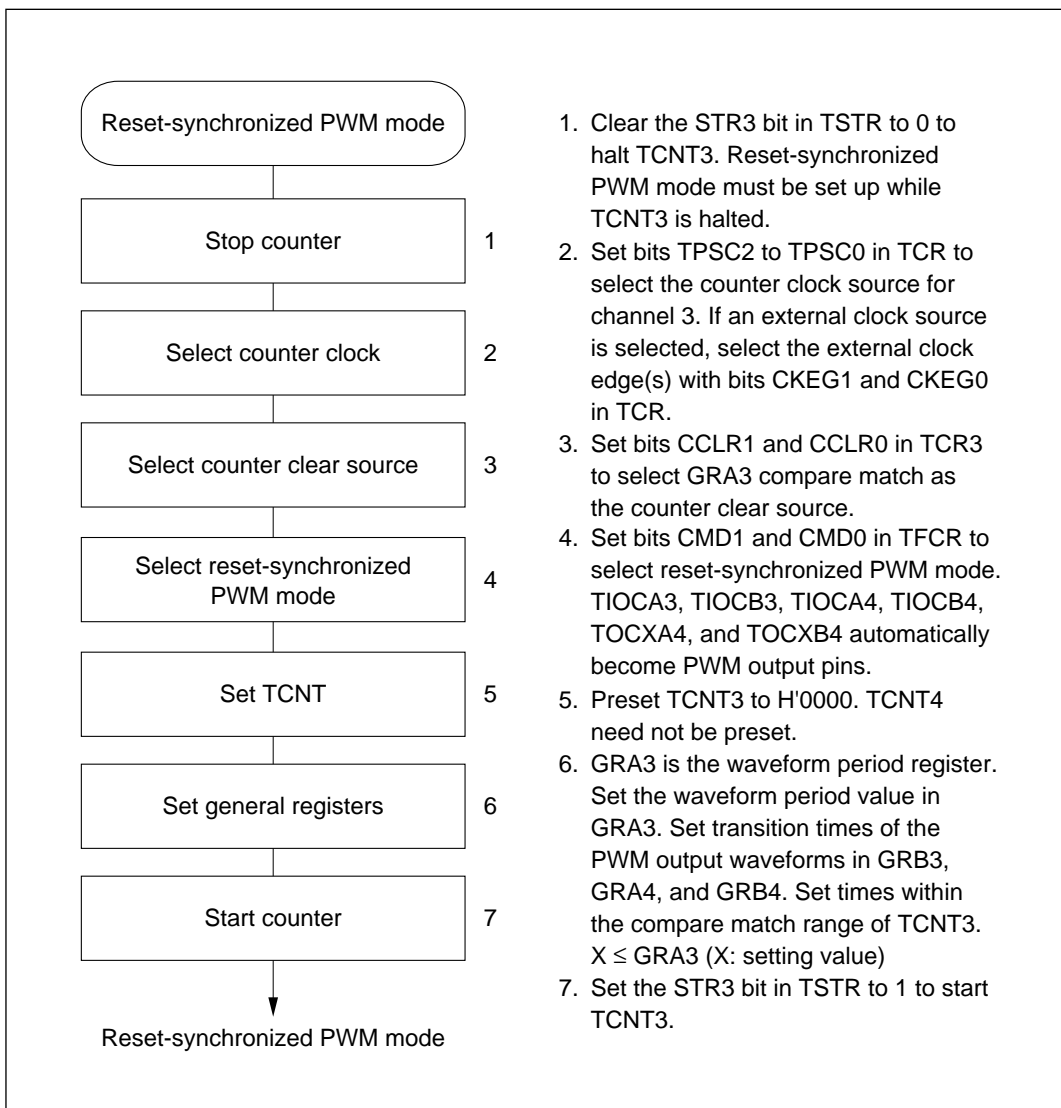 Reset-synchronized PWM mode
Stop counter
1
Select counter clock
2
Select counter clear source
3
Select reset-synchronized
PWM mode
4
Set TCNT
5
Set general registers
6
Start counter
7
Reset-synchronized PWM mode
1. Clear the STR3 bit in TSTR to 0 to
halt TCNT3. Reset-synchronized
PWM mode must be set up while
TCNT3 is halted.
2. Set bits TPSC2 to TPSC0 in TCR to
select the counter clock source for
channel 3. If an external clock source
is selected, select the external clock
edge(s) with bits CKEG1 and CKEG0
in TCR.
3. Set bits CCLR1 and CCLR0 in TCR3
to select GRA3 compare match as
the counter clear source.
4. Set bits CMD1 and CMD0 in TFCR to
select reset-synchronized PWM mode.
TIOCA3, TIOCB3, TIOCA4, TIOCB4,
TOCXA4, and TOCXB4 automatically
become PWM output pins.
5. Preset TCNT3 to H'0000. TCNT4
need not be preset.
6. GRA3 is the waveform period register.
Set the waveform period value in
GRA3. Set transition times of the
PWM output waveforms in GRB3,
GRA4, and GRB4. Set times within
the compare match range of TCNT3.
X ≤ GRA3 (X: setting value)
7. Set the STR3 bit in TSTR to 1 to start
TCNT3.